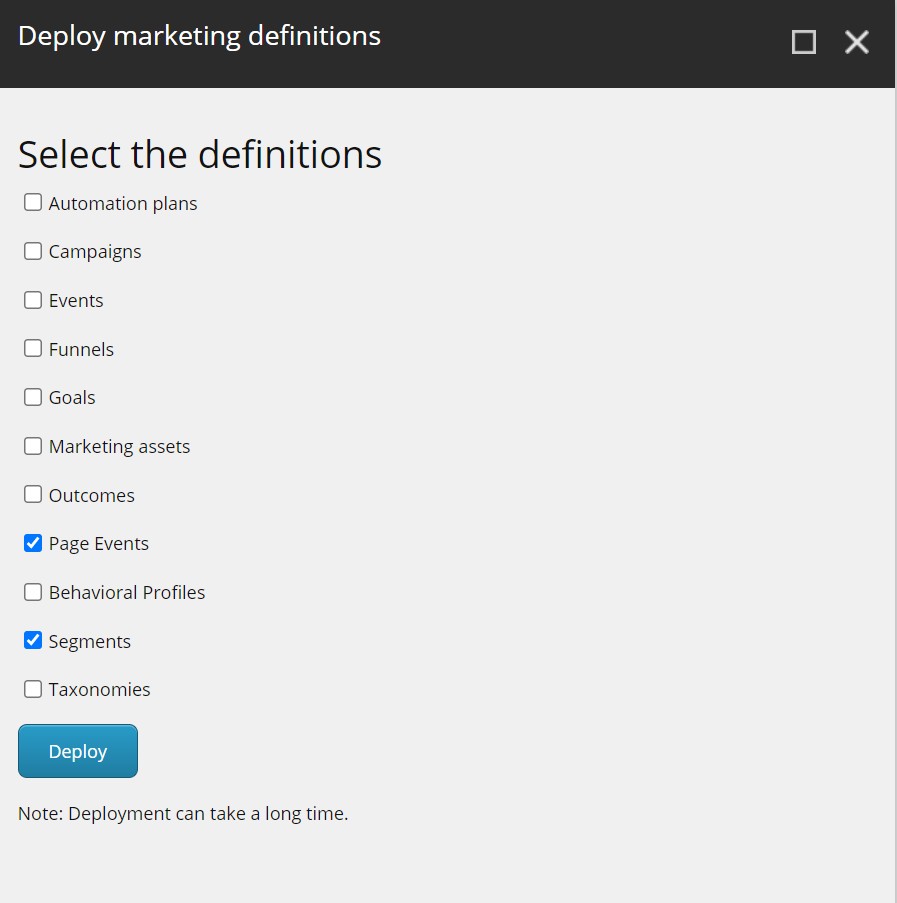 Deploy marketing definitions
Select the definitions
Automation plans
Campaigns
Events
Funnels
Goals
Marketing assets
Outcomes
Page Events
Behavioral Profiles
Segments
Taxonomies
Deploy
Note: Deployment can take a long time.